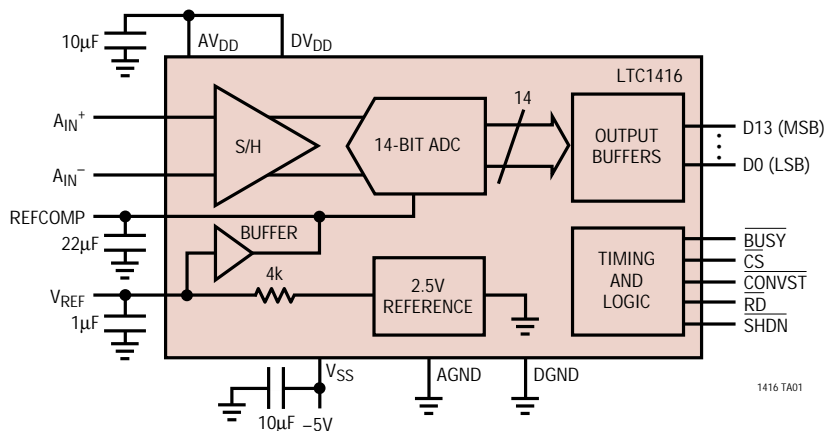 10µF
AVDD
DVDD
LTC1416
AIN+
S/H
14-BIT ADC
14
OUTPUT
BUFFERS
D13 (MSB)
D0 (LSB)
AIN−
REFCOMP
22µF
BUFFER
4k
VREF
1µF
2.5V
REFERENCE
TIMING
AND
LOGIC
BUSY
CS
CONVST
RD
SHDN
VSS
AGND
DGND
10µF
−5V
1416 TA01